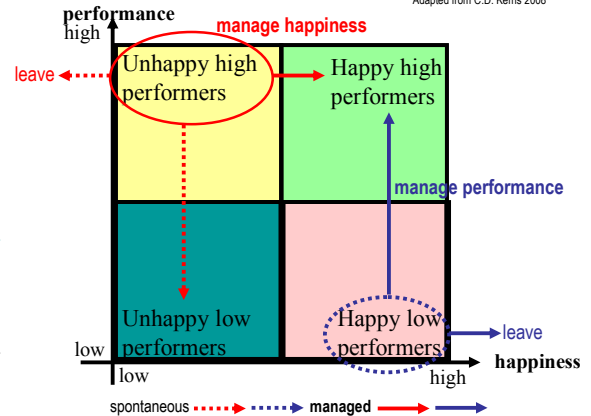 Adapted from C.D. Kerns 2008
performance
manage happiness
high
leave
Unhappy high
performers
Happy high
performers
manage performance
Unhappy low
performers
Happy low
performers
leave
low
low
high
happiness
spontaneous managed